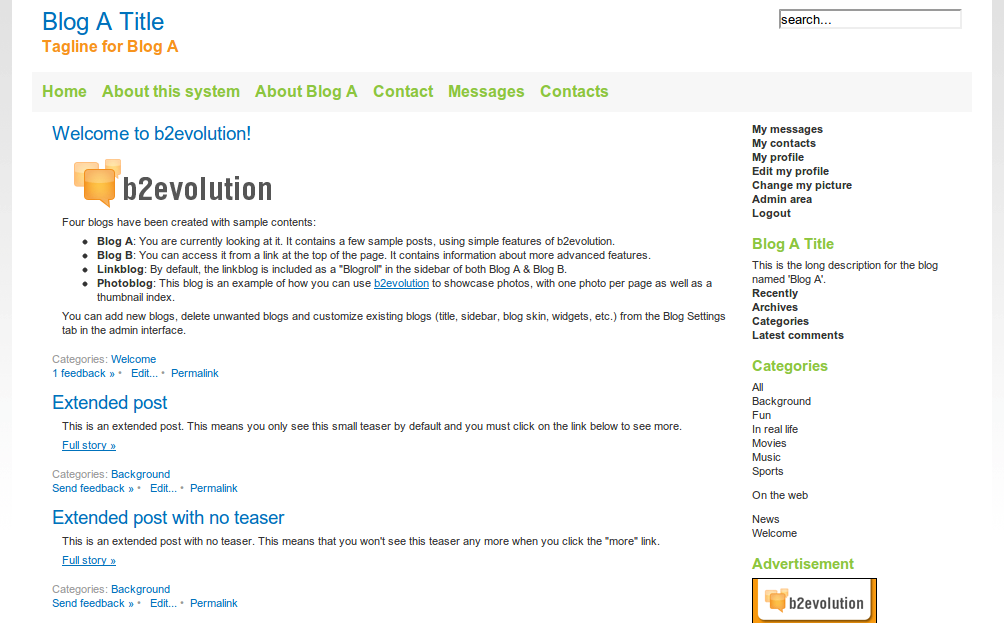 Blog A Title
search...
Tagline for Blog A
Home About this system About Blog A Contact Messages Contacts
Welcome to b2evolution!
b2evolution
Four blogs have been created with sample contents:
Blog A: You are currently looking at it. It contains a few sample posts, using simple features of b2evolution.
Blog B: You can access it from a link at the top of the page. It contains information about more advanced features.
Linkblog: By default, the linkblog is included as a "Blogroll" in the sidebar of both Blog A & Blog B.
Photoblog: This blog is an example of how you can use b2evolution to showcase photos, with one photo per page as well as a
thumbnail index.
You can add new blogs, delete unwanted blogs and customize existing blogs (title, sidebar, blog skin, widgets, etc.) from the Blog Settings
tab in the admin interface.
Categories: Welcome
1 feedback » • Edit... • Permalink
Extended post
This is an extended post. This means you only see this small teaser by default and you must click on the link below to see more.
Full story »
Categories: Background
Send feedback » • Edit... • Permalink
Extended post with no teaser
This is an extended post with no teaser. This means that you won't see this teaser any more when you click the "more" link.
Full story »
Categories: Background
Send feedback » • Edit... • Permalink
My messages
My contacts
My profile
Edit my profile
Change my picture
Admin area
Logout
Blog A Title
This is the long description for the blog
named 'Blog A'.
Recently
Archives
Categories
Latest comments
Categories
All
Background
Fun
In real life
Movies
Music
Sports
On the web
News
Welcome
Advertisement
b2evolution